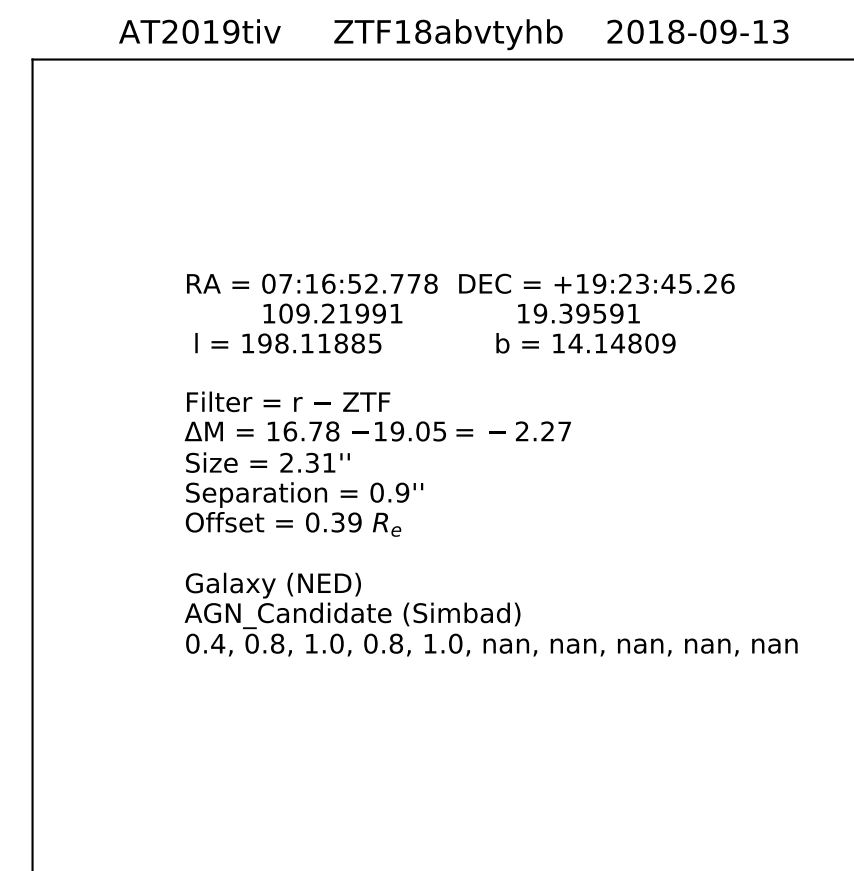 AT2019tiv ZTF18abvtyhb 2018-09-13
RA = 07:16:52.778 DEC = +19:23:45.26
109.21991 19.39591
l = 198.11885 b = 14.14809
Filter = r − ZTF
ΔM = 16.78 −19.05 = − 2.27
Size = 2.31''
Separation = 0.9''
Offset = 0.39 Re
Galaxy (NED)
AGN_Candidate (Simbad)
0.4, 0.8, 1.0, 0.8, 1.0, nan, nan, nan, nan, nan